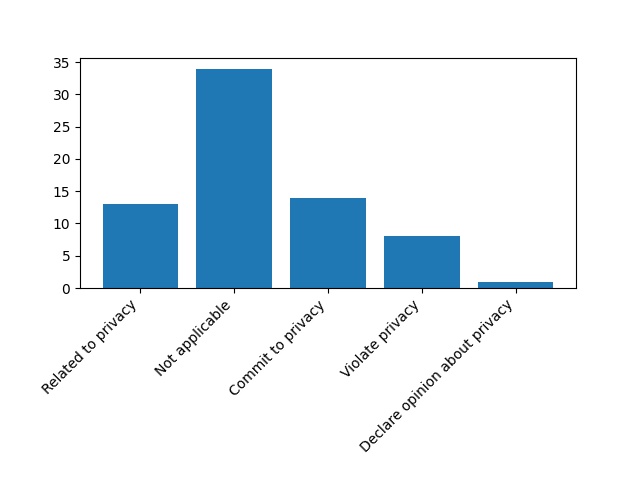 35
30
25
20
15
10
5
0
Related to privacy
Not applicable
Commit to privacy
Violate privacy
Declare opinion about privacy